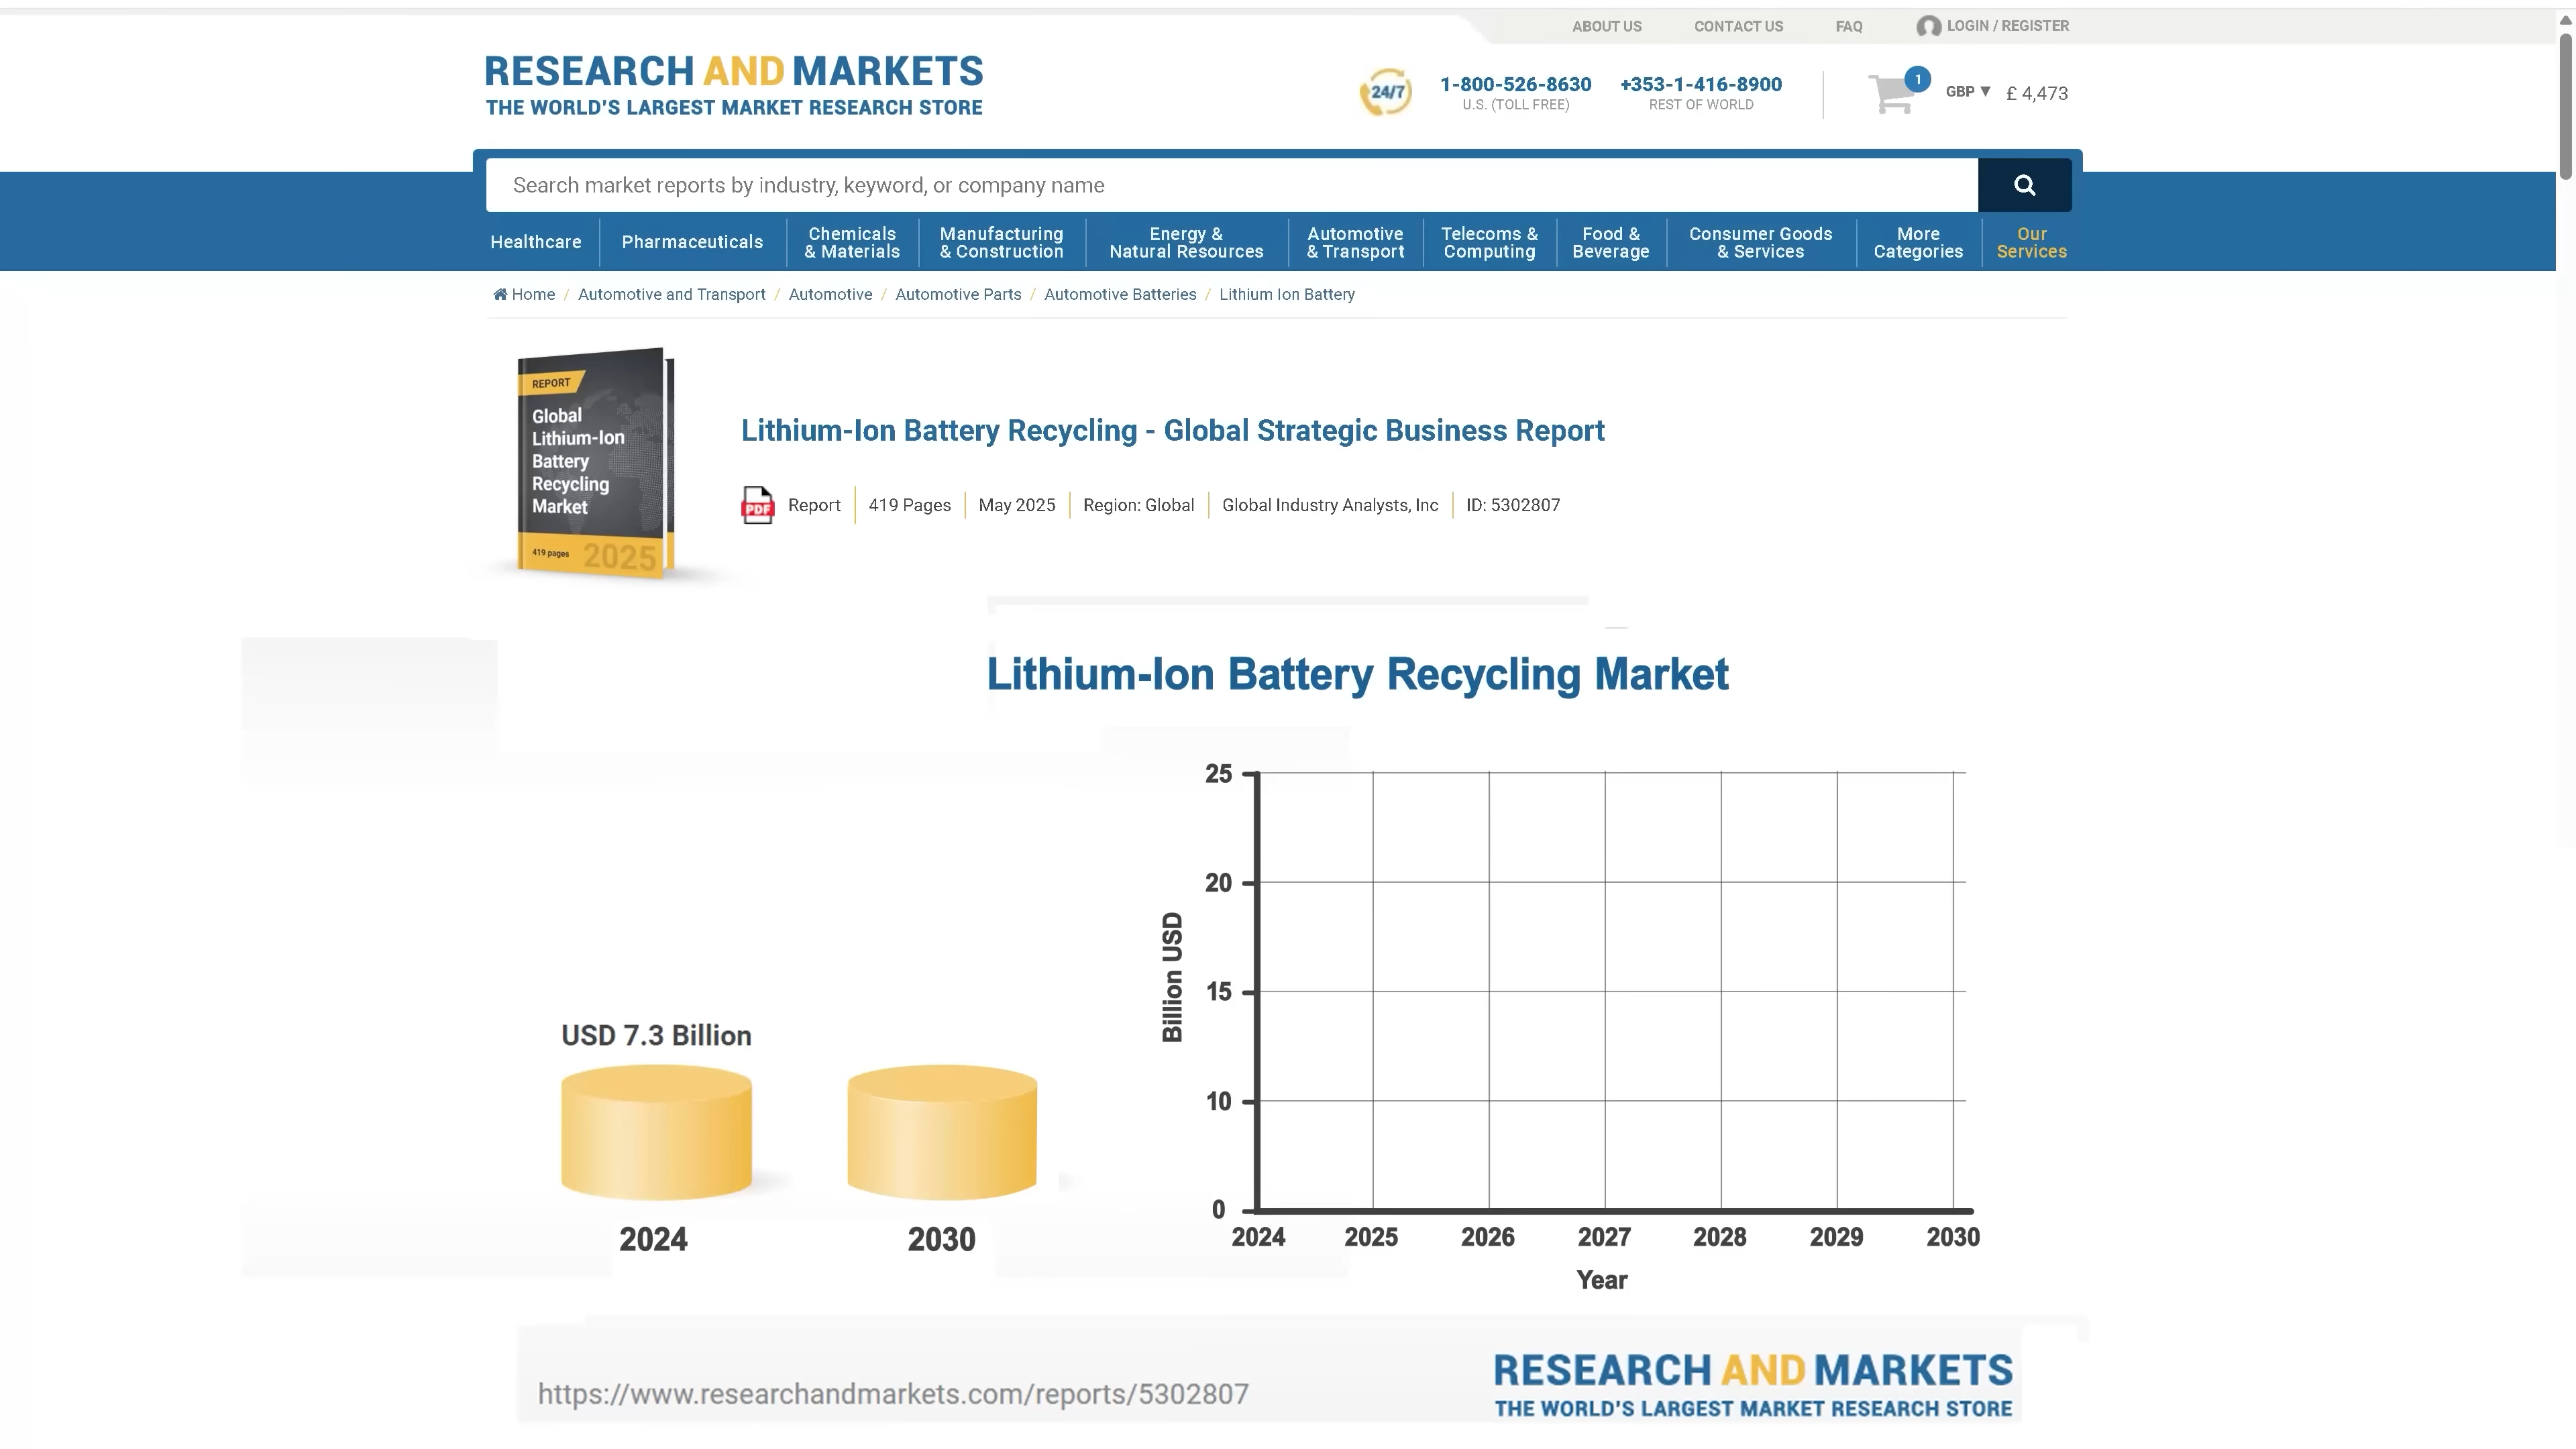 ABOUT US CONTACT US FAQ LOGIN / REGISTER
RESEARCH AND MARKETS
THE WORLD'S LARGEST MARKET RESEARCH STORE
24/7
1-800-526-8630
U.S. (TOLL FREE)
+353-1-416-8900
REST OF WORLD
1
GBP ▼ £ 4,473
Search market reports by industry, keyword, or company name
Healthcare
Pharmaceuticals
Chemicals
& Materials
Manufacturing
& Construction
Energy &
Natural Resources
Automotive
& Transport
Telecoms &
Computing
Food &
Beverage
Consumer Goods
& Services
More
Categories
Our
Services
Home / Automotive and Transport / Automotive / Automotive Parts / Automotive Batteries / Lithium Ion Battery
REPORT
Global
Lithium-Ion
Battery
Recycling
Market
419 pages 2025
Lithium-Ion Battery Recycling - Global Strategic Business Report
PDF Report 419 Pages May 2025 Region: Global Global Industry Analysts, Inc ID: 5302807
Lithium-Ion Battery Recycling Market
USD 7.3 Billion
2024 2030
Billion USD
25
20
15
10
0
2024 2025 2026 2027 2028 2029 2030
Year
https://www.researchandmarkets.com/reports/5302807
RESEARCH AND MARKETS
THE WORLD'S LARGEST MARKET RESEARCH STORE